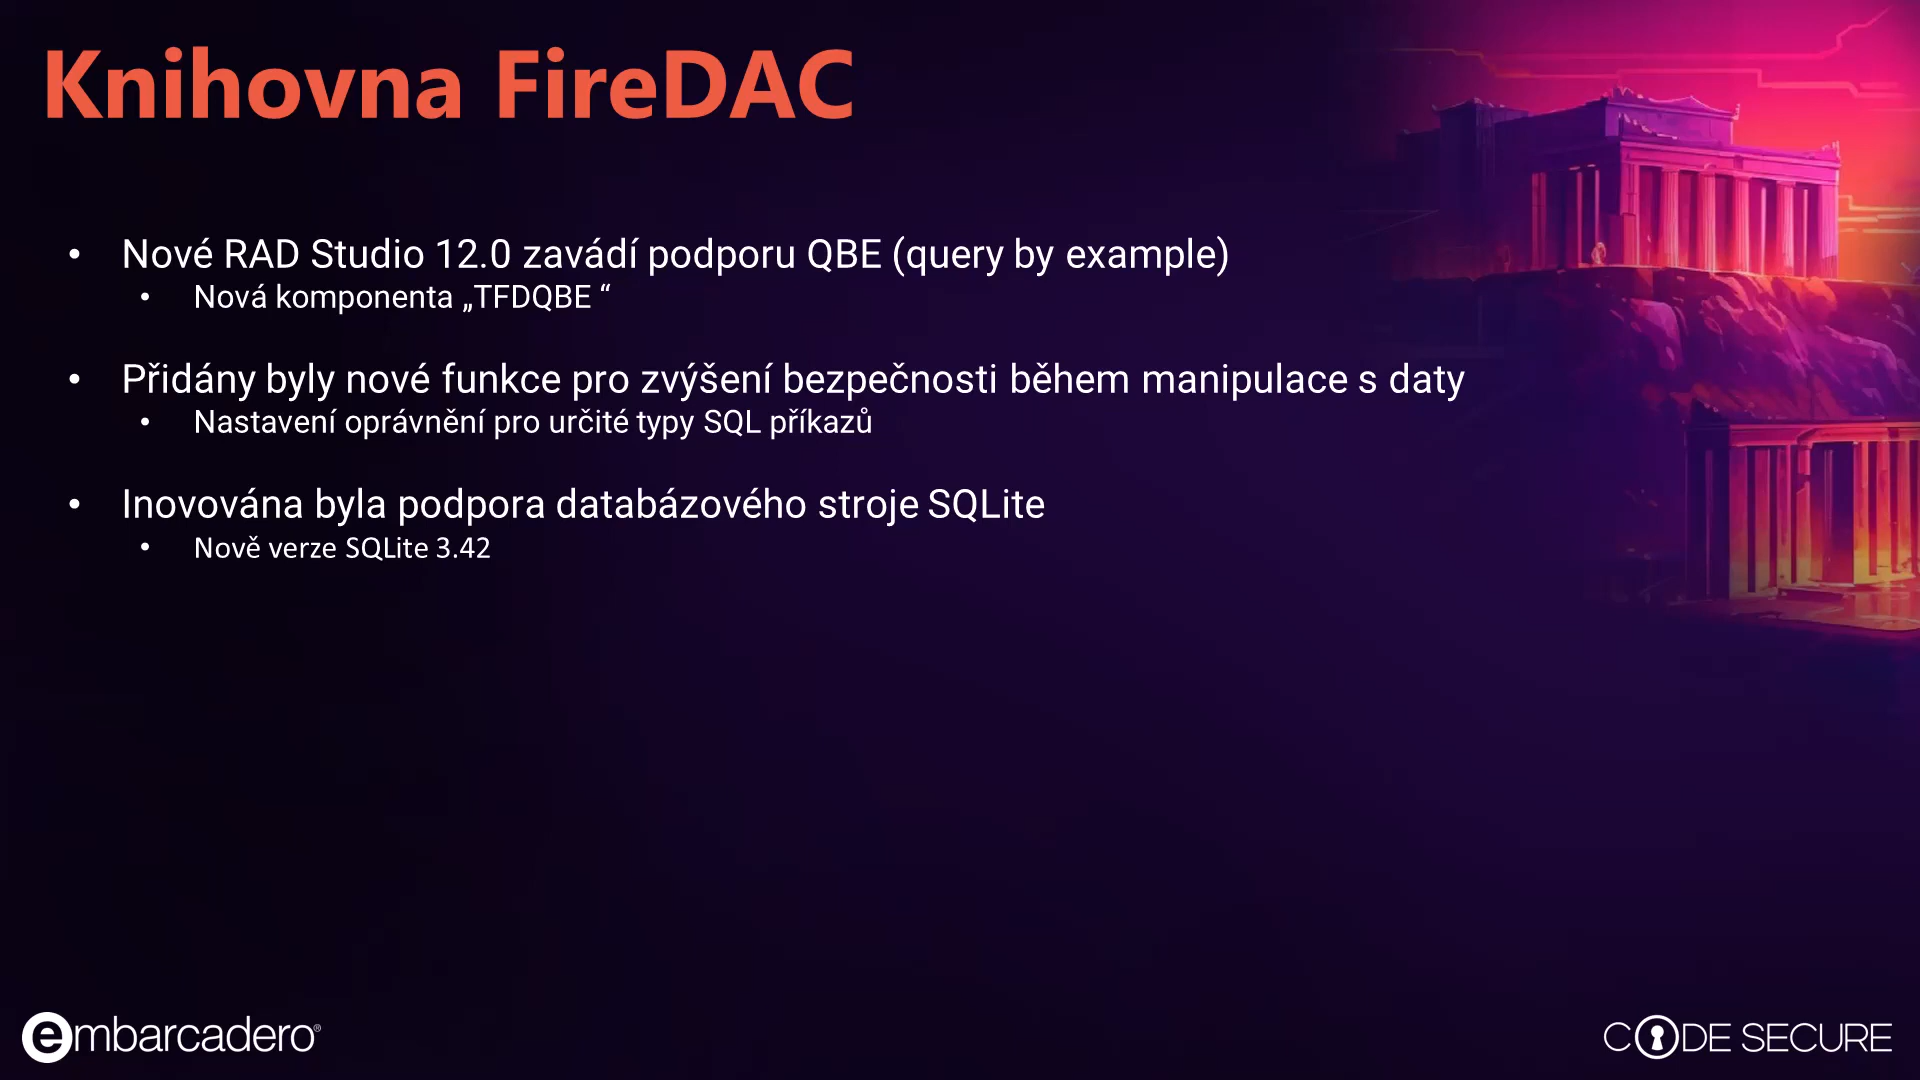 Knihovna FireDAC
• Nové RAD Studio 12.0 zavádí podporu QBE (query by example)
• Nová komponenta „TFDQBE “
• Přidány byly nové funkce pro zvýšení bezpečnosti během manipulace s daty
• Nastavení oprávnění pro určité typy SQL příkazů
• Inovována byla podpora databázového stroje SQLite
• Nově verze SQLite 3.42
embarcadero®
CODE SECURE